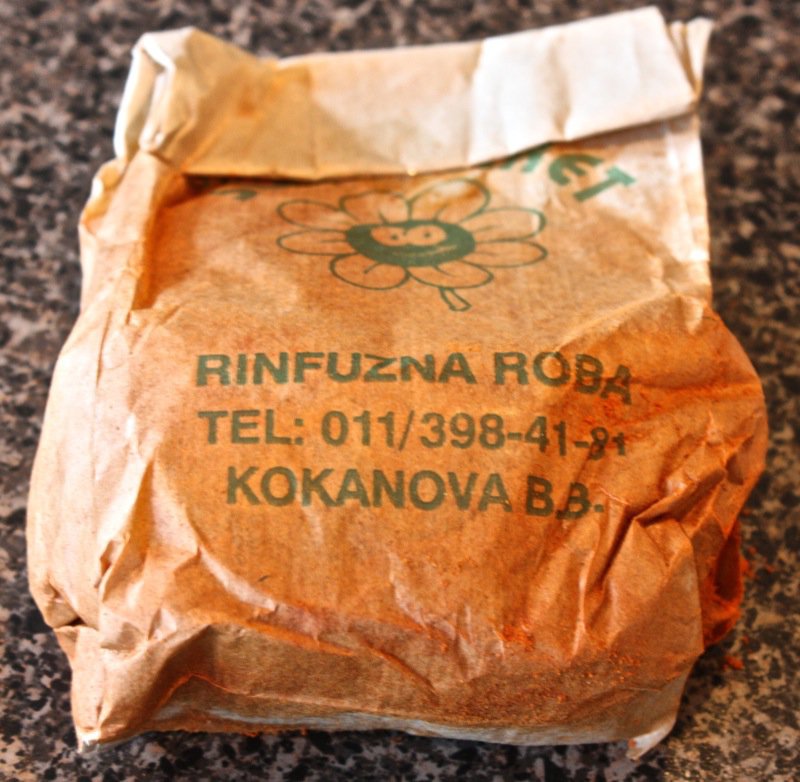 RINFUZNA ROBA
TEL: 011/398-41-81
KOKANOVA B.B.